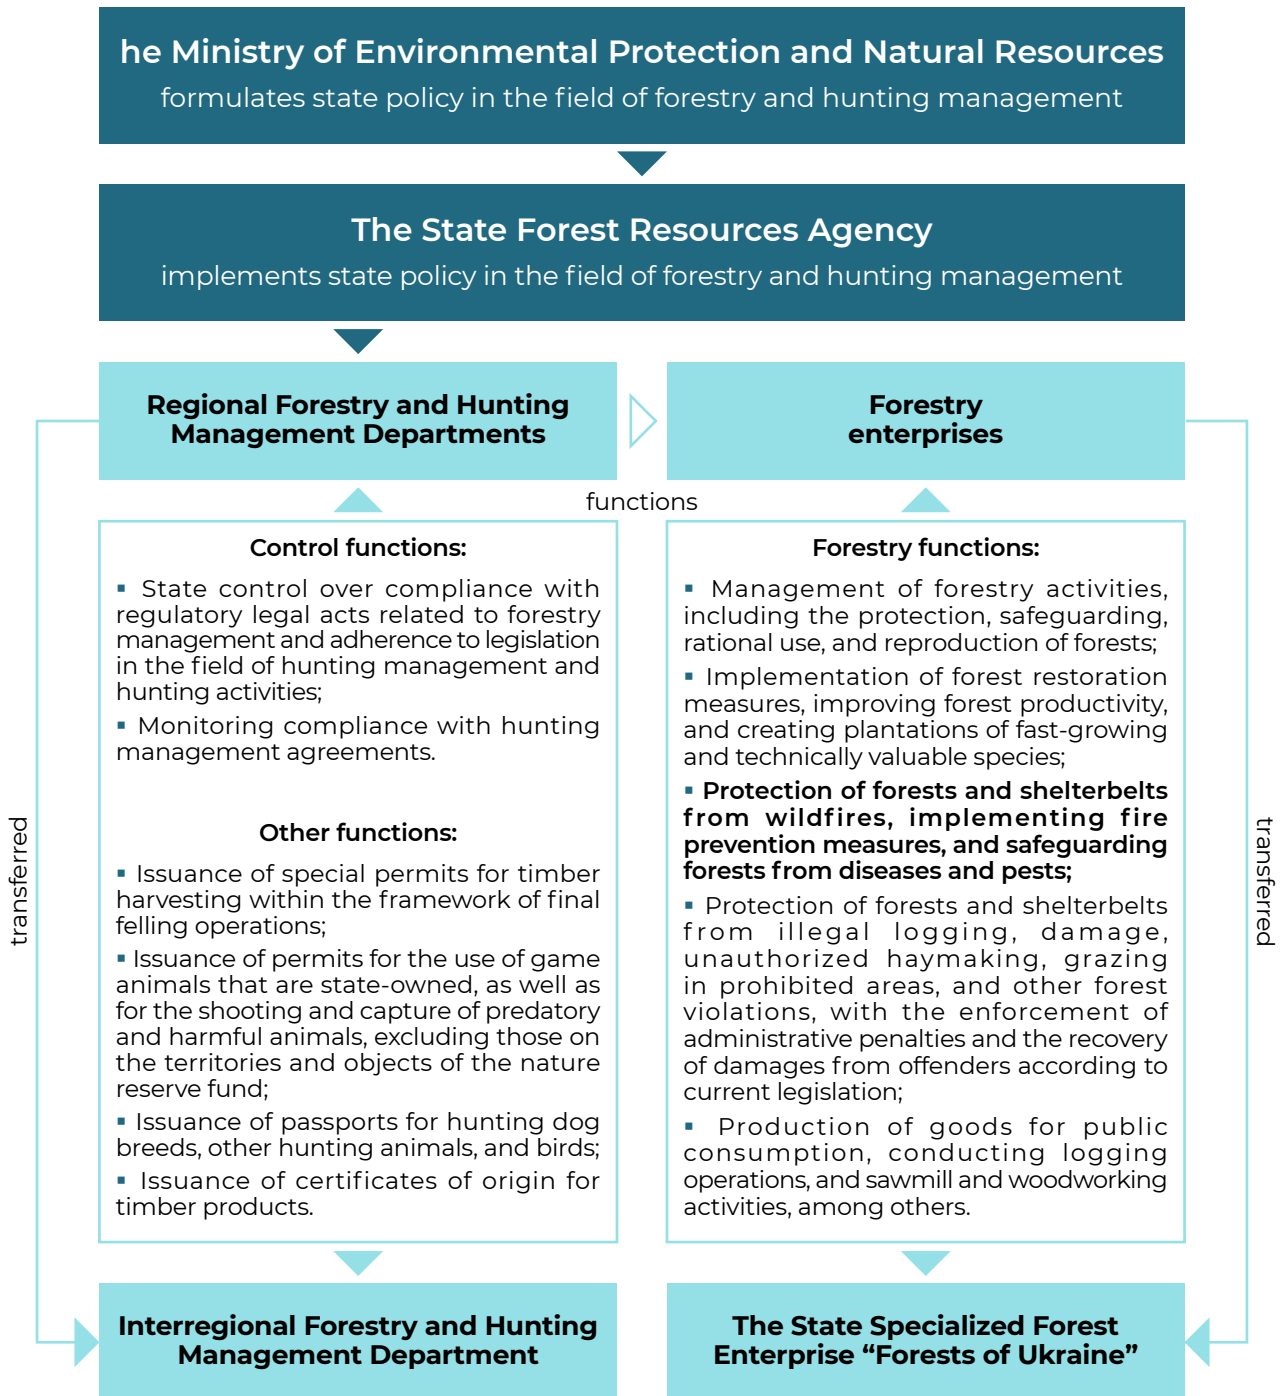 he Ministry of Environmental Protection and Natural Resources
formulates state policy in the field of forestry and hunting management
The State Forest Resources Agency
implements state policy in the field of forestry and hunting management
Regional Forestry and Hunting
Management Departments
Forestry
enterprises
functions
transferred
Control functions:
▪ State control over compliance with
regulatory legal acts related to forestry
management and adherence to legislation
in the field of hunting management and
hunting activities;
▪ Monitoring compliance with hunting
management agreements.
Other functions:
▪ Issuance of special permits for timber
harvesting within the framework of final
felling operations;
▪ Issuance of permits for the use of game
animals that are state-owned, as well as
for the shooting and capture of predatory
and harmful animals, excluding those on
the territories and objects of the nature
reserve fund;
▪ Issuance of passports for hunting dog
breeds, other hunting animals, and birds;
▪ Issuance of certificates of origin for
timber products.
Forestry functions:
▪ Management of forestry activities,
including the protection, safeguarding,
rational use, and reproduction of forests;
▪ Implementation of forest restoration
measures, improving forest productivity,
and creating plantations of fast-growing
and technically valuable species;
▪ Protection of forests and shelterbelts
from wildfires, implementing fire
prevention measures, and safeguarding
forests from diseases and pests;
▪ Protection of forests and shelterbelts
from illegal logging, damage,
unauthorized haymaking, grazing
in prohibited areas, and other forest
violations, with the enforcement of
administrative penalties and the recovery
of damages from offenders according to
current legislation;
▪ Production of goods for public
consumption, conducting logging
operations, and sawmill and woodworking
activities, among others.
transferred
Interregional Forestry and Hunting
Management Department
The State Specialized Forest
Enterprise “Forests of Ukraine”